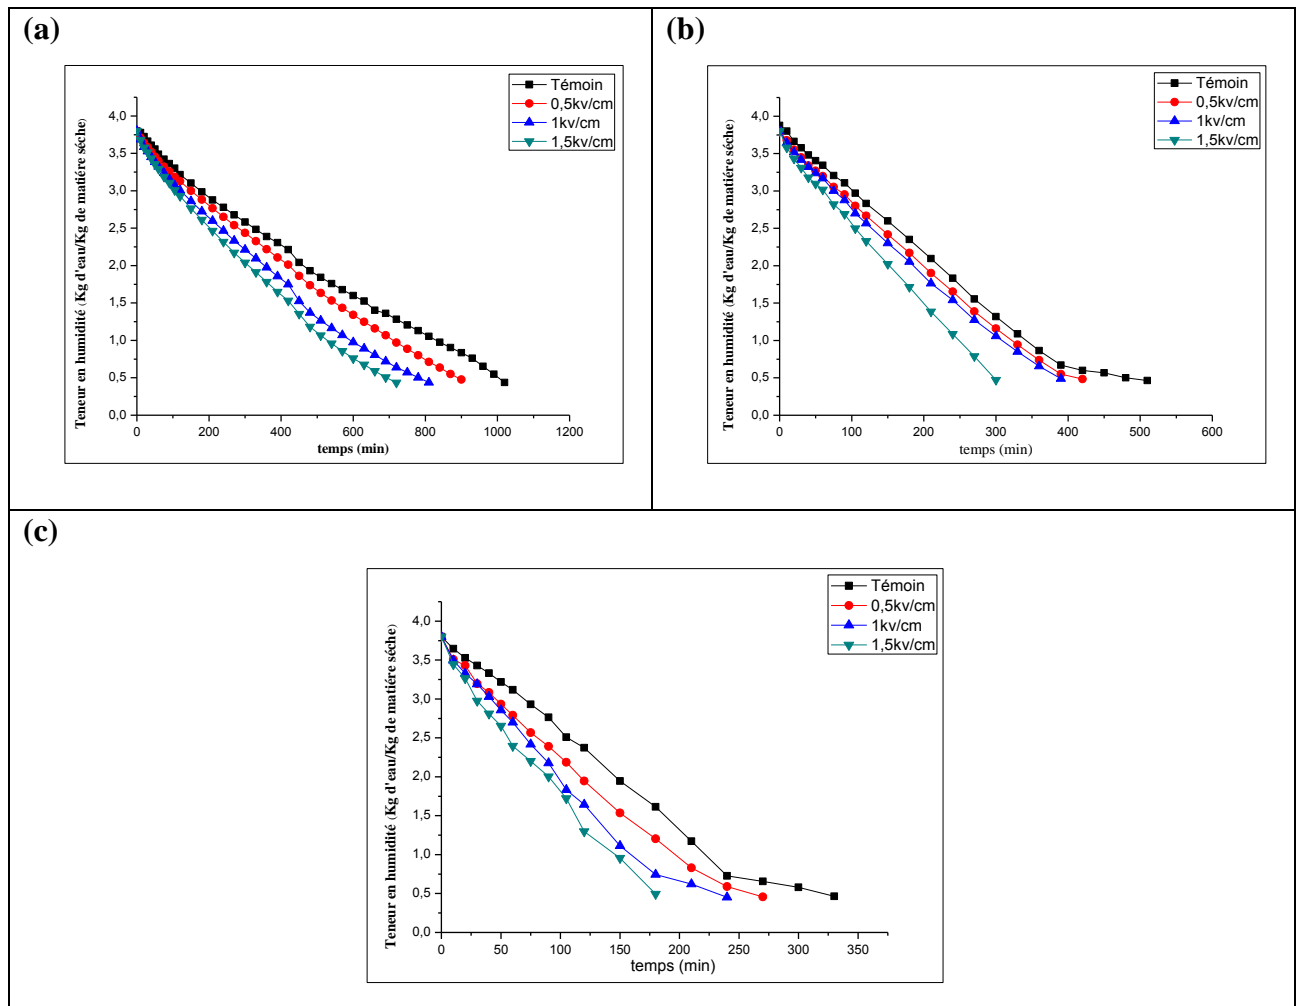 (a)
Témoin
0,5kv/cm
1kv/cm
1,5kv/cm
Teneur en humidité (Kg d'eau/Kg de matiére séche)
4,0
3,5
3,0
2,5
2,0
1,5
1,0
0,5
0,0
0 200 400 600 800 1000 1200
temps (min)
(b)
Témoin
0,5kv/cm
1kv/cm
1,5kv/cm
Teneur en humidité (Kg d'eau/Kg de matiére séche)
4,0
3,5
3,0
2,5
2,0
1,5
1,0
0,5
0,0
0 100 200 300 400 500 600
temps (min)
(c)
Témoin
0,5kv/cm
1kv/cm
1,5kv/cm
Teneur en humidité (Kg d'eau/Kg de matiére séche)
4,0
3,5
3,0
2,5
2,0
1,5
1,0
0,5
0,0
0 50 100 150 200 250 300 350
temps (min)